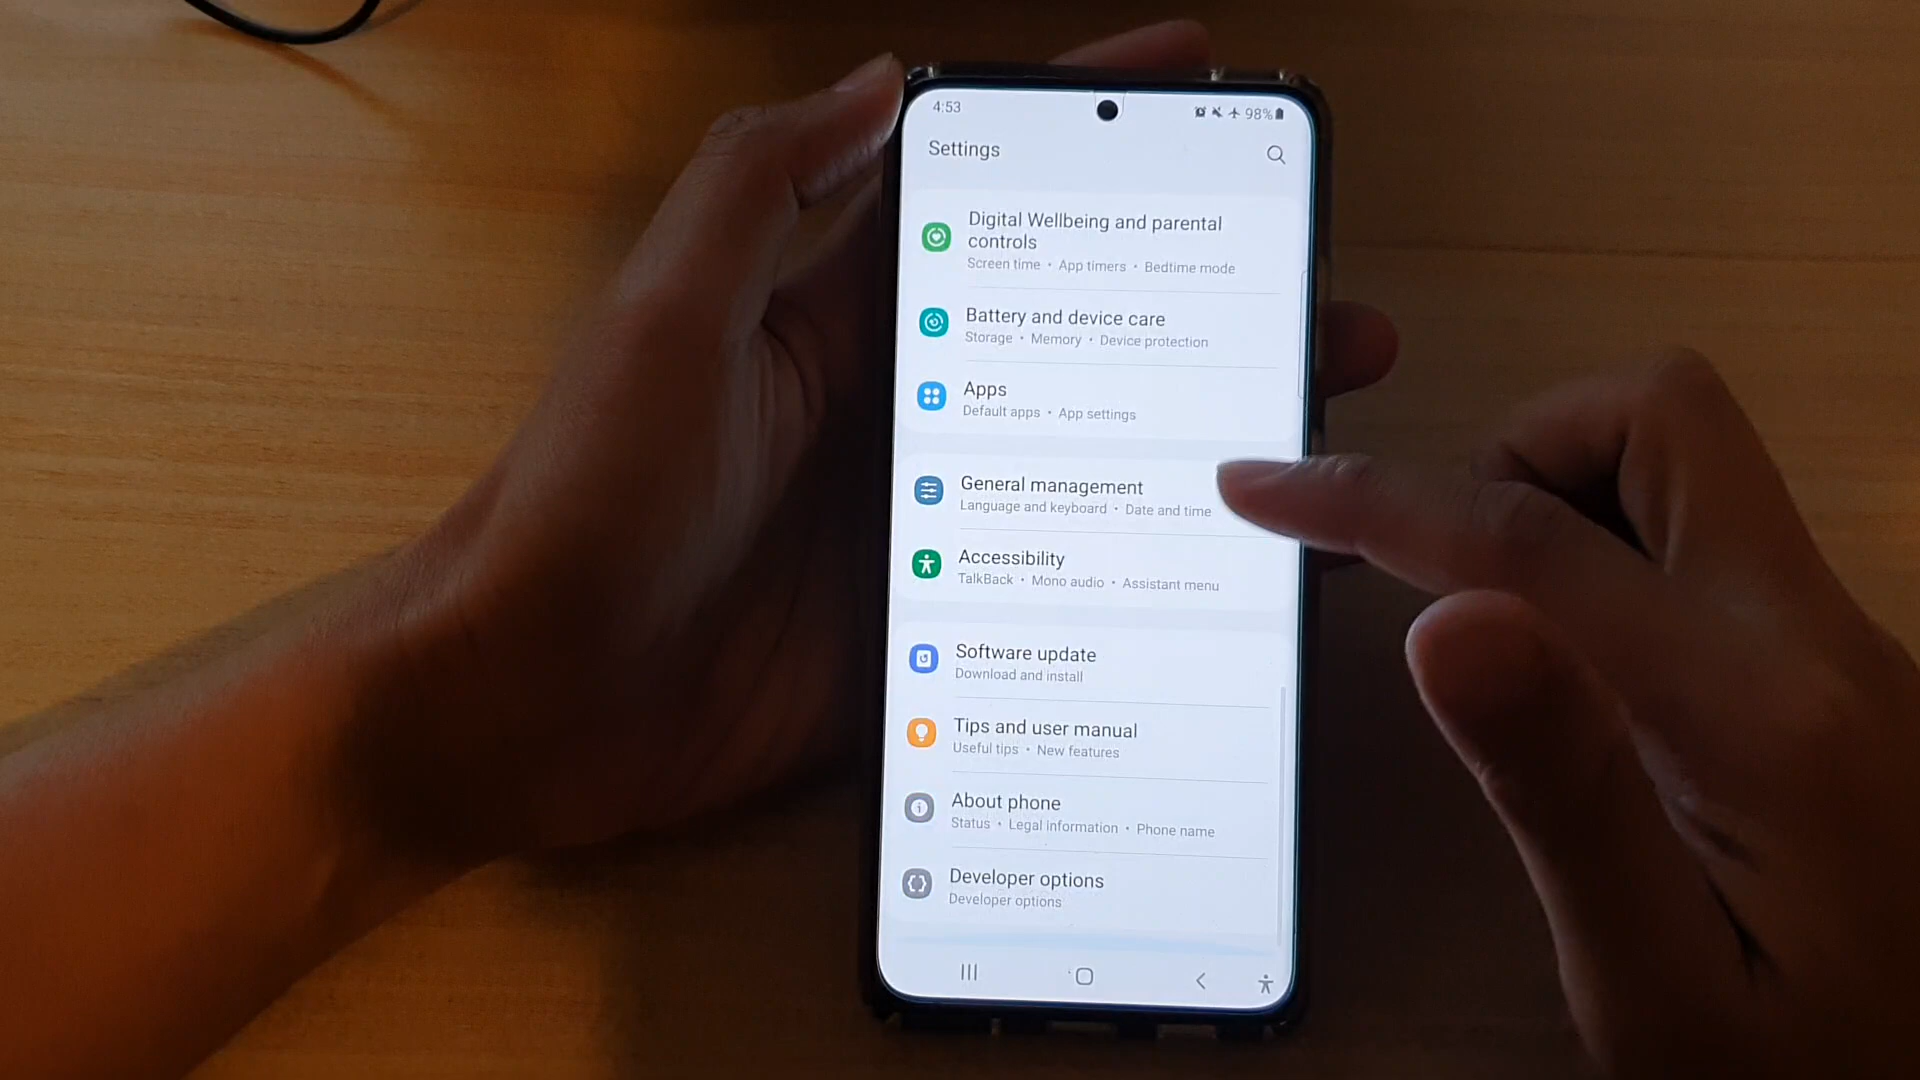 4:53
98%
Settings
Digital Wellbeing and parental
controls
Screen time • App timers • Bedtime mode
Battery and device care
Storage • Memory • Device protection
Apps
Default apps • App settings
General management
Language and keyboard • Date and time
Accessibility
TalkBack • Mono audio • Assistant menu
Software update
Download and install
Tips and user manual
Useful tips • New features
About phone
Status • Legal information • Phone name
Developer options
Developer options